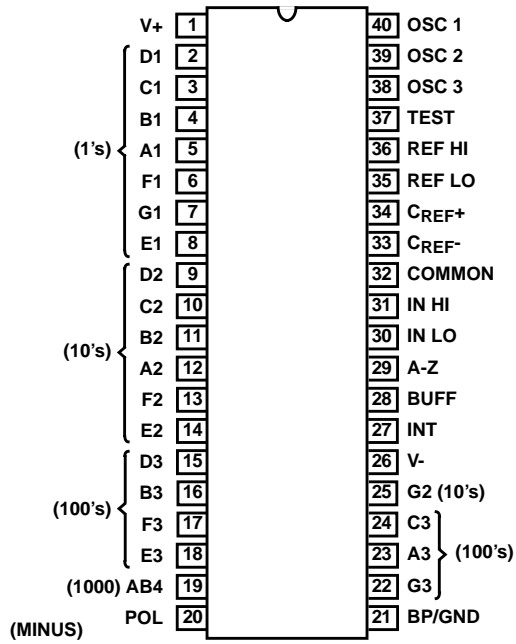 V+ 1 40 OSC 1
D1 2 39 OSC 2
C1 3 38 OSC 3
B1 4 37 TEST
(1's) A1 5 36 REF HI
F1 6 35 REF LO
G1 7 34 CREF+
E1 8 33 CREF-
D2 9 32 COMMON
C2 10 31 IN HI
(10's) B2 11 30 IN LO
A2 12 29 A-Z
F2 13 28 BUFF
E2 14 27 INT
D3 15 26 V-
B3 16 25 G2 (10's)
(100's) F3 17 24 C3
E3 18 23 A3 (100's)
(1000) AB4 19 22 G3
(MINUS) POL 20 21 BP/GND